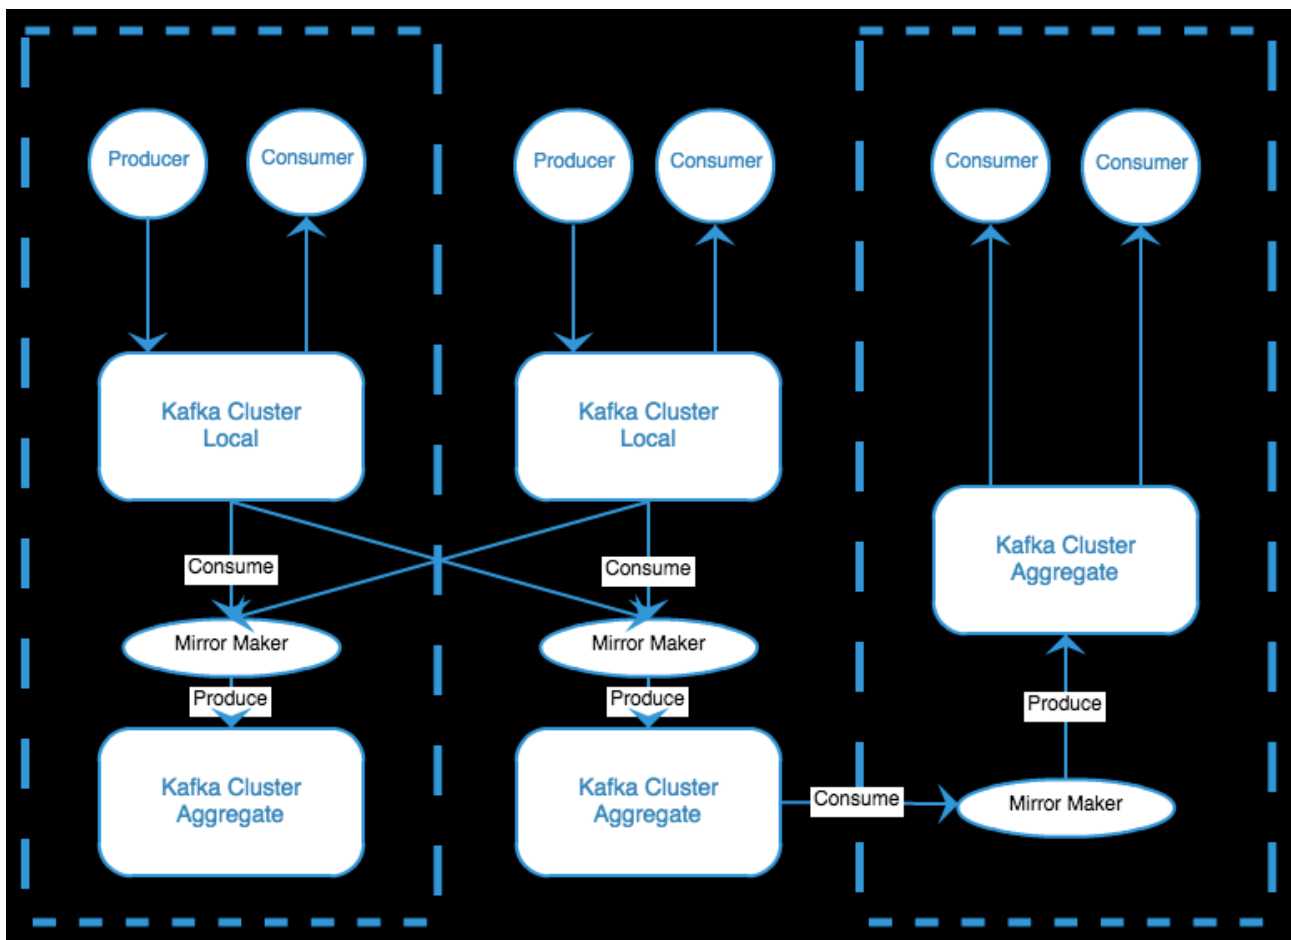 Producer
Consumer
Producer
Consumer
Consumer
Consumer
Kafka Cluster
Local
Kafka Cluster
Local
Kafka Cluster
Aggregate
Consume
Consume
Mirror Maker
Mirror Maker
Produce
Produce
Produce
Kafka Cluster
Aggregate
Kafka Cluster
Aggregate
Consume
Mirror Maker